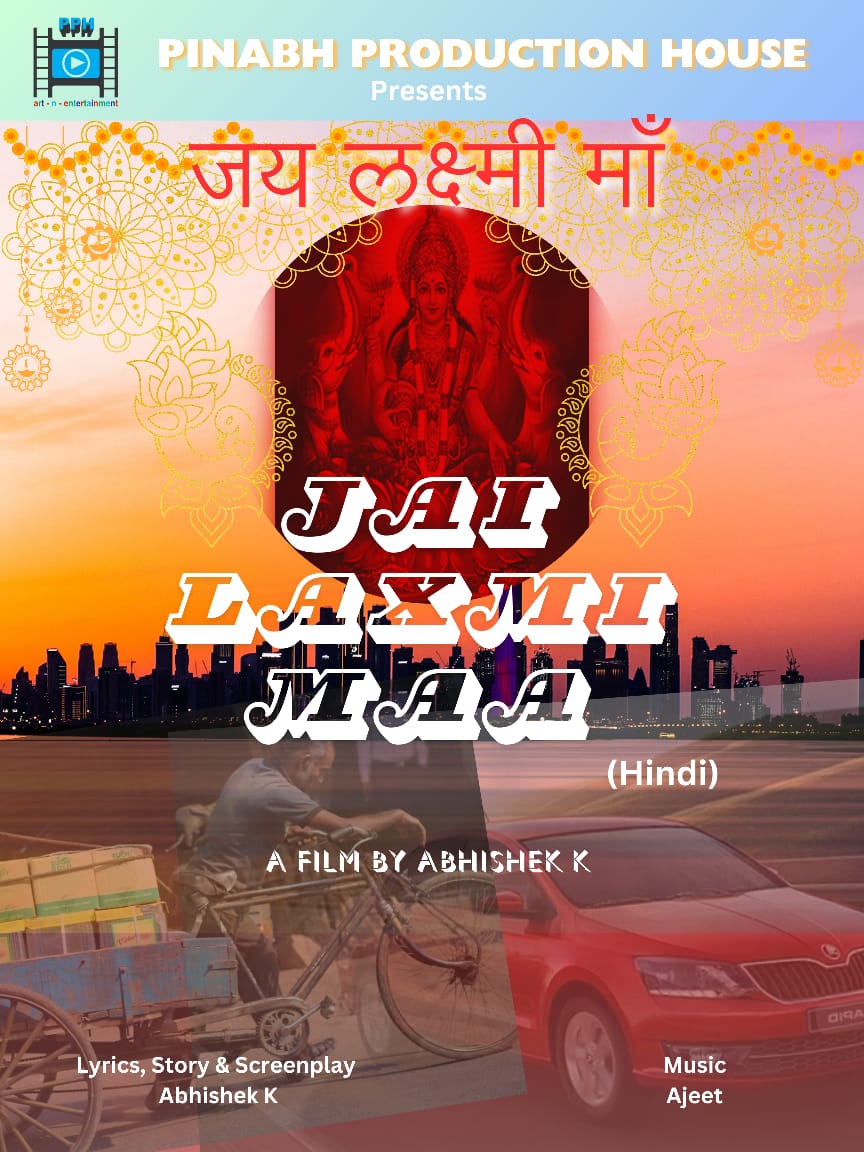 PPH
art - n - entertainment
PINABH PRODUCTION HOUSE
Presents
जय लक्ष्मी माँ
JAI
LAXMI
MAA
(Hindi)
A FILM BY ABHISHEK K
RAPID
Lyrics, Story & Screenplay
Abhishek K
Music
Ajeet